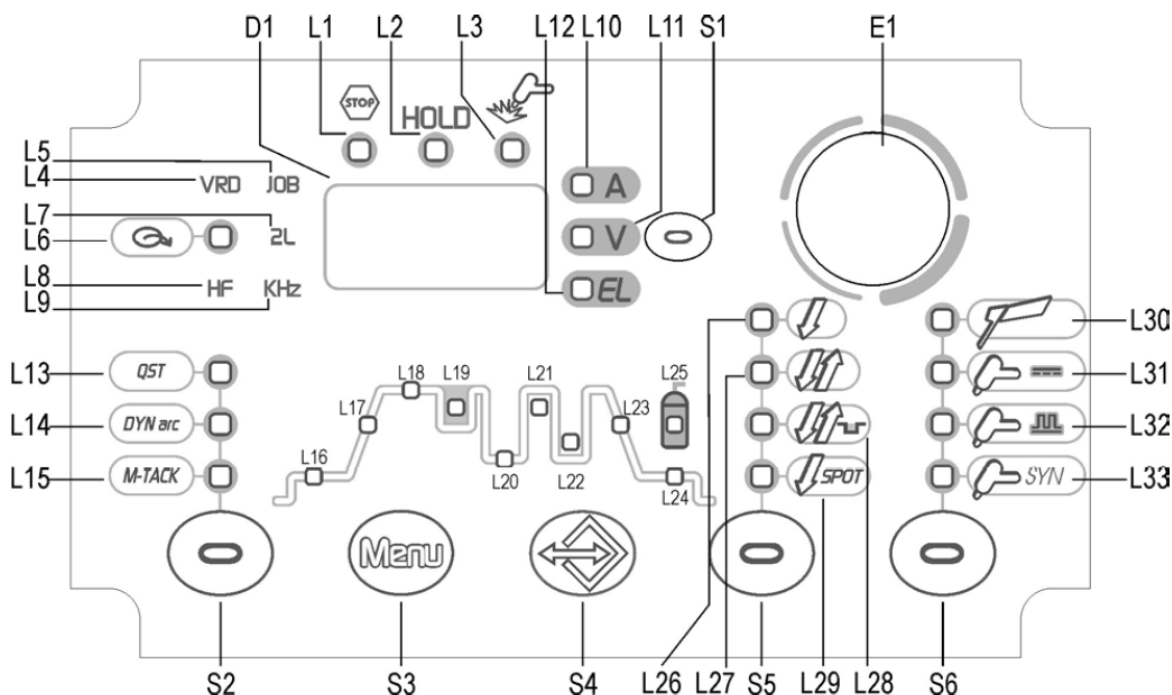 D1 L1 L2 L3 L12 L10 L11 S1 E1
STOP
HOLD
L5
L4 VRD JOB A
L7
L6 2L V
L8
L9 HF KHz EL
L30
L13 QST L18 L19 L21 L25 L31
L14 DYN arc L17 L23 L32
L15 M-TACK L16 L20 L22 L24 SPOT SYN L33
Menu
S2 S3 S4 L26 L27 S5 L29 L28 S6